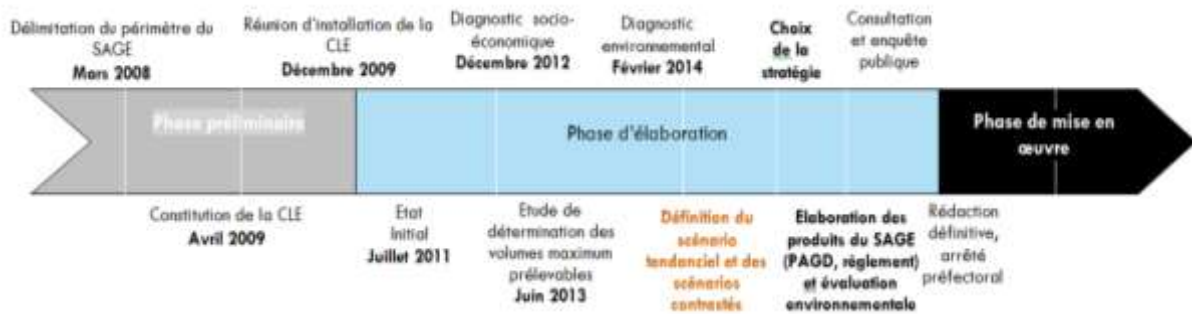 Délimitation du périmètre du
SAGE
Mars 2008
Réunion d'installation de la
CLE
Décembre 2009
Diagnostic socio-
économique
Décembre 2012
Diagnostic
environnemental
Février 2014
Choix
de la
stratégie
Consultation
et enquête
publique
Phase préliminaire
Phase d'élaboration
Phase de mise en
œuvre
Constitution de la CLE
Avril 2009
Etat
Initial
Juillet 2011
Etude de
détermination des
volumes maximum
prélevables
Juin 2013
Définition du
scénario
tendanciel et des
scénarios
contrastés
Elaboration des
produits du SAGE
(PAGD, règlement)
et évaluation
environnementale
Rédaction
définitive,
arrêté
préfectoral